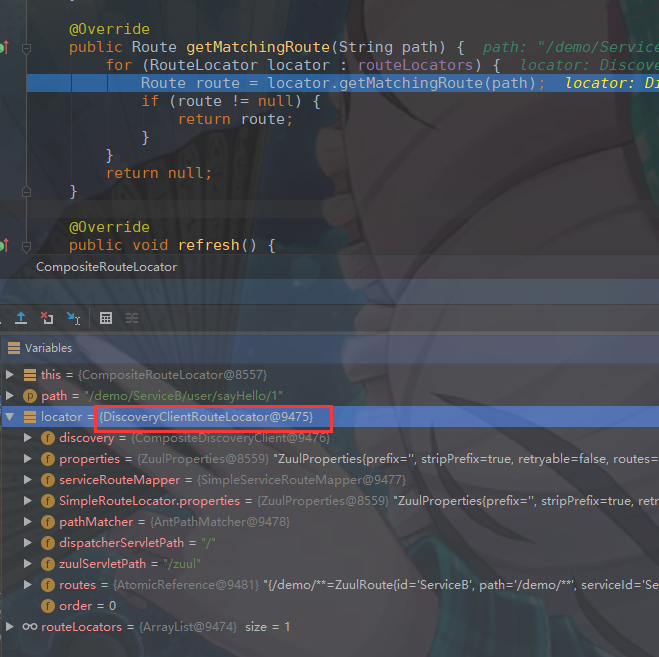 @Override
public Route getMatchingRoute(String path) { path: "/demo/Service
for (RouteLocator locator : routeLocators) { locator: Discove
Route route = locator.getMatchingRoute(path); locator: Di
if (route != null) {
return route;
}
}
return null;
}
@Override
public void refresh() {
CompositeRouteLocator
Variables
this = {CompositeRouteLocator@8557}
p path = "/demo/ServiceB/user/sayHello/1"
locator = {DiscoveryClientRouteLocator@9475}
f discovery = {CompositeDiscoveryClient@9476}
f properties = {ZuulProperties@8559} "ZuulProperties{prefix='', stripPrefix=true, retryable=false, routes=
f serviceRouteMapper = {SimpleServiceRouteMapper@9477}
f SimpleRouteLocator.properties = {ZuulProperties@8559} "ZuulProperties{prefix='', stripPrefix=true, retr
f pathMatcher = {AntPathMatcher@9478}
f dispatcherServletPath = "/"
f zuulServletPath = "/zuul"
f routes = {AtomicReference@9481} "{/demo/**=ZuulRoute{id='ServiceB', path='/demo/**', serviceId='Se
f order = 0
routeLocators = {ArrayList@9474} size = 1